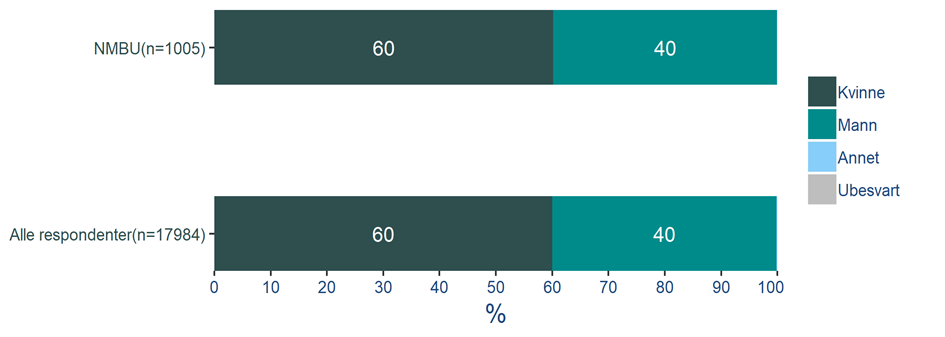 NMBU(n=1005)
60 40
Alle respondenter(n=17984)
60 40
0 10 20 30 40 50 60 70 80 90 100
%
Kvinne
Mann
Annet
Ubesvart